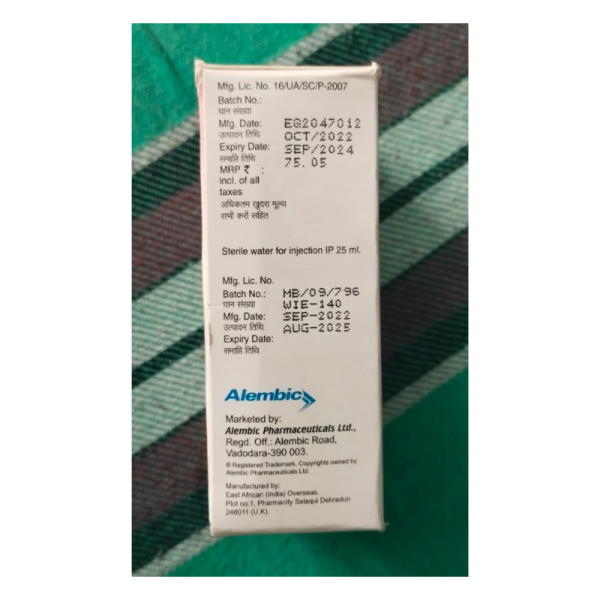 Mfg. Lic. No. 16/UA/SC/P-2007
Batch No.:
घान संख्या
EQ2047012
Mfg. Date:
उत्पादन तिथि
OCT/2022
Expiry Date:
समाप्ति तिथि
SEP/2024
MRP ₹ :
75.05
incl. of all
taxes
अधिकतम खुदरा मूल्य
सभी करों सहित
Sterile water for injection IP 25 ml.
Mfg. Lic. No.
Batch No.: MB/09/796
घान संख्या WIE-140
Mfg. Date: SEP-2022
उत्पादन तिथि AUG-2025
Expiry Date:
समाप्ति तिथि
Alembic
Marketed by:
Alembic Pharmaceuticals Ltd.,
Regd. Off.: Alembic Road,
Vadodara-390 003.
® Registered Trademark, Copyrights owned by
Alembic Pharmaceuticals Ltd.
Manufactured by:
East African (India) Overseas.
Plot no.1, Pharmacity Selaqui Dehradun
248011 (U.K).